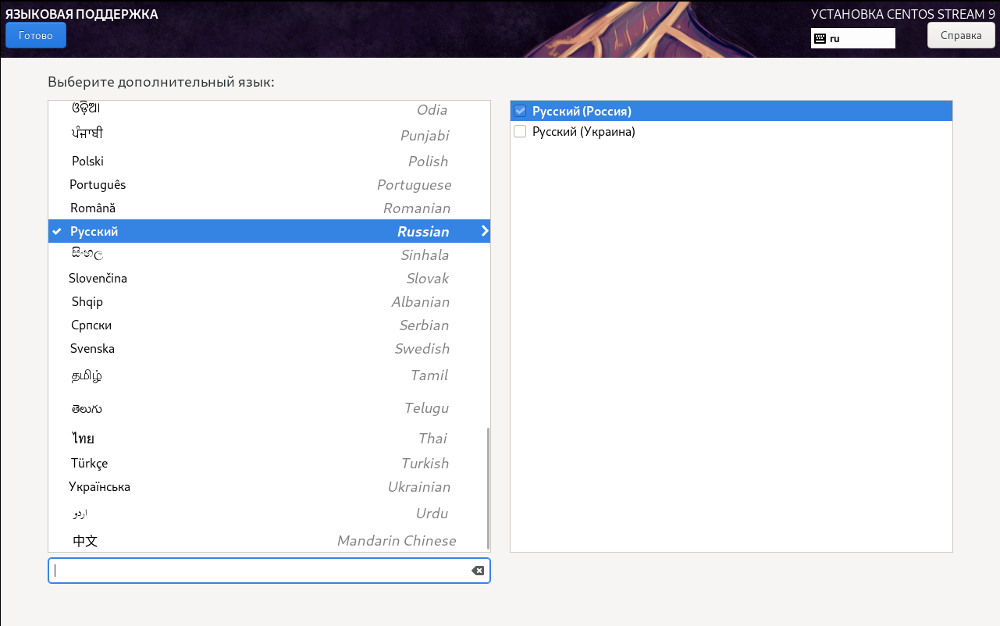 ЯЗЫКОВАЯ ПОДДЕРЖКА
УСТАНОВКА CENTOS STREAM 9
Готово
ru
Справка
Выберите дополнительный язык:
ଓଡ଼ିଆ Odia
ਪੰਜਾਬੀ Punjabi
Polski Polish
Português Portuguese
Română Romanian
Русский Russian
සිංහල Sinhala
Slovenčina Slovak
Shqip Albanian
Српски Serbian
Svenska Swedish
தமிழ் Tamil
తెలుగు Telugu
ไทย Thai
Türkçe Turkish
Українська Ukrainian
اردو Urdu
中文 Mandarin Chinese
Русский (Россия)
Русский (Украина)